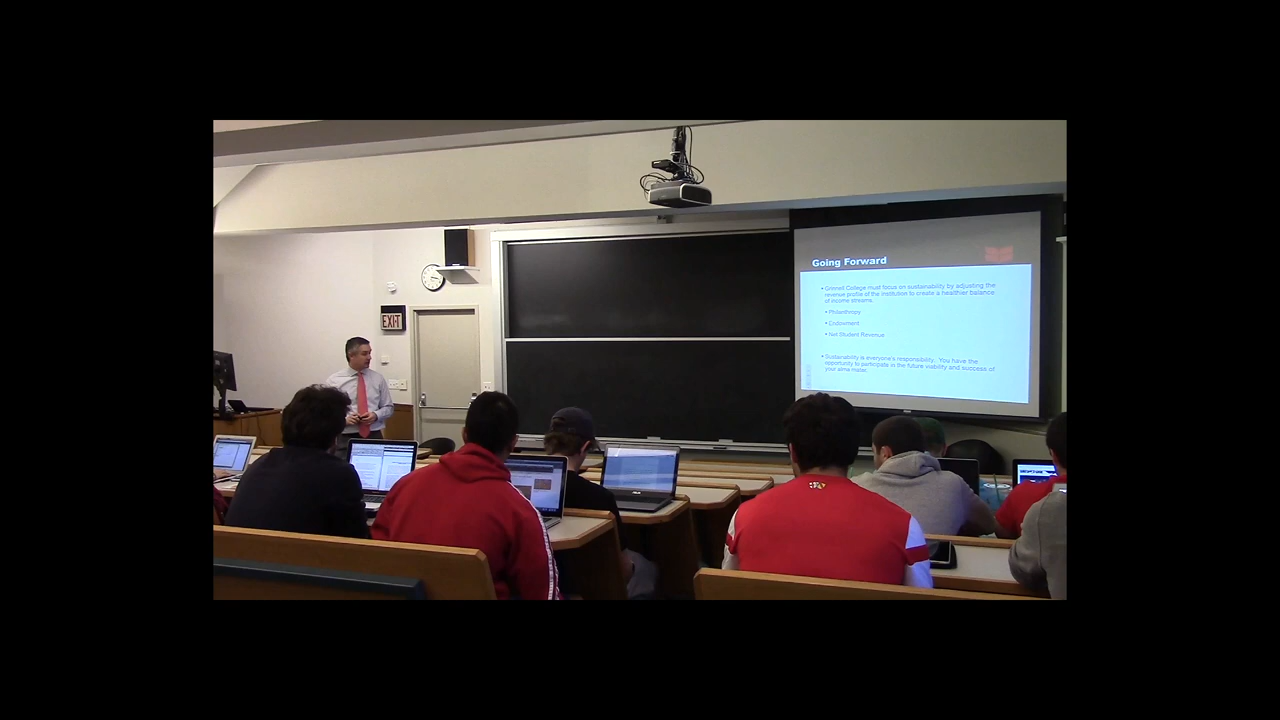 EXIT
Going Forward
• Grinnell College must focus on sustainability by adjusting the
revenue profile of the institution to create a healthier balance
of income streams.
• Philanthropy
• Endowment
• Net Student Revenue
• Sustainability is everyone's responsibility. You have the
opportunity to participate in the future viability and success of
your alma mater.
ASUS